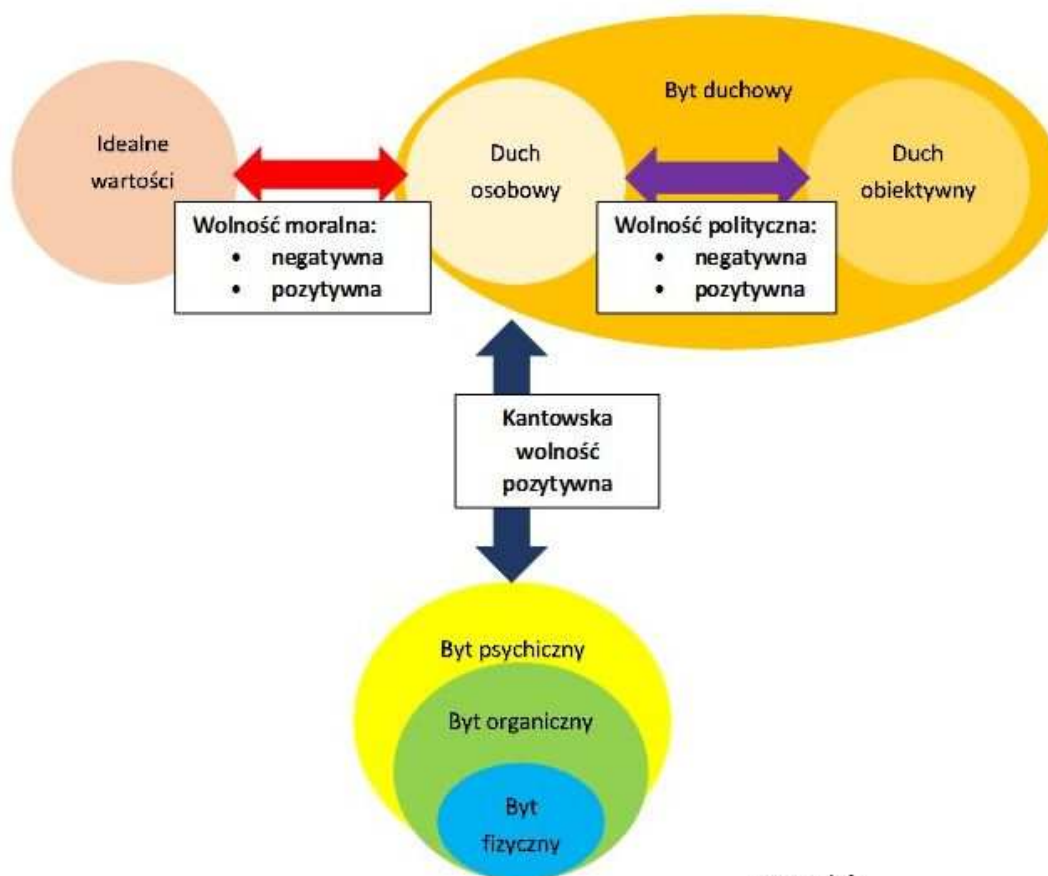 Byt duchowy
Idealne
wartości
Duch
osobowy
Duch
obiektywny
Wolność moralna:
• negatywna
• pozytywna
Wolność polityczna:
• negatywna
• pozytywna
Kantowska
wolność
pozytywna
Byt psychiczny
Byt organiczny
Byt
fizyczny